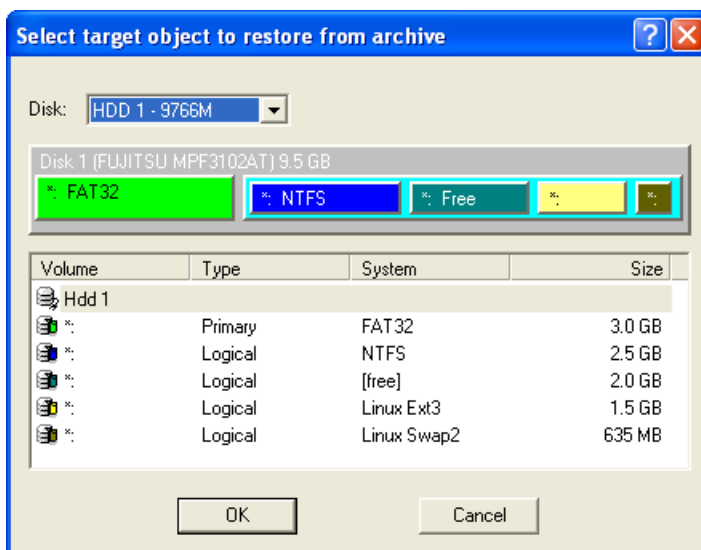 Select target object to restore from archive
Disk: HDD 1 - 9766M
Disk 1 (FUJITSU MPF3102AT) 9.5 GB
*: FAT32 *: NTFS *: Free *: *:
Volume Type System Size
Hdd 1
*: Primary FAT32 3.0 GB
*: Logical NTFS 2.5 GB
*: Logical [free] 2.0 GB
*: Logical Linux Ext3 1.5 GB
*: Logical Linux Swap2 635 MB
OK Cancel